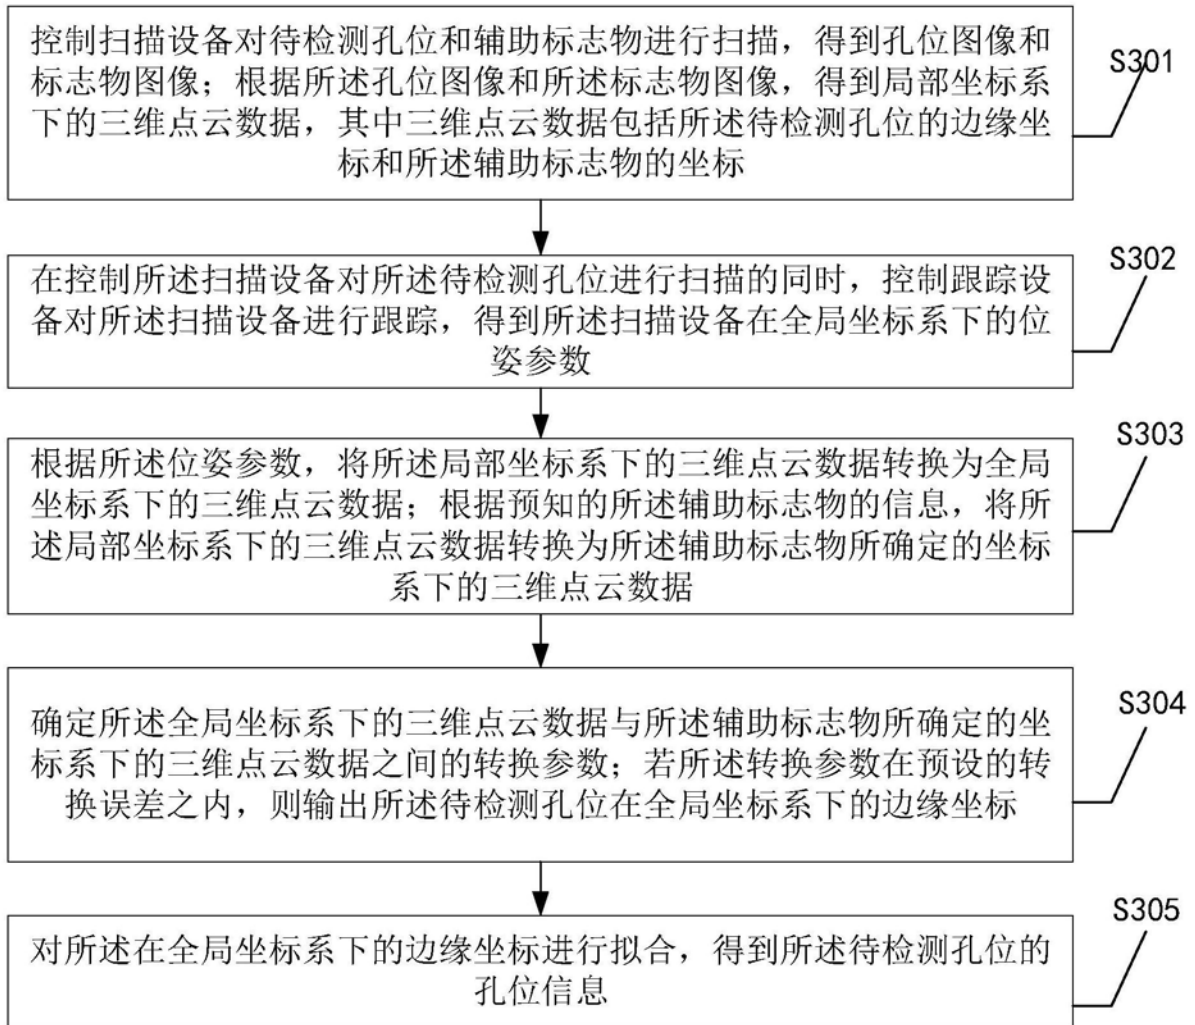 控制扫描设备对待检测孔位和辅助标志物进行扫描，得到孔位图像和
标志物图像；根据所述孔位图像和所述标志物图像，得到局部坐标系
下的三维点云数据，其中三维点云数据包括所述待检测孔位的边缘坐
标和所述辅助标志物的坐标
S301
在控制所述扫描设备对所述待检测孔位进行扫描的同时，控制跟踪设
备对所述扫描设备进行跟踪，得到所述扫描设备在全局坐标系下的位
姿参数
S302
根据所述位姿参数，将所述局部坐标系下的三维点云数据转换为全局
坐标系下的三维点云数据；根据预知的所述辅助标志物的信息，将所
述局部坐标系下的三维点云数据转换为所述辅助标志物所确定的坐标
系下的三维点云数据
S303
确定所述全局坐标系下的三维点云数据与所述辅助标志物所确定的坐
标系下的三维点云数据之间的转换参数；若所述转换参数在预设的转
换误差之内，则输出所述待检测孔位在全局坐标系下的边缘坐标
S304
对所述在全局坐标系下的边缘坐标进行拟合，得到所述待检测孔位的
孔位信息
S305